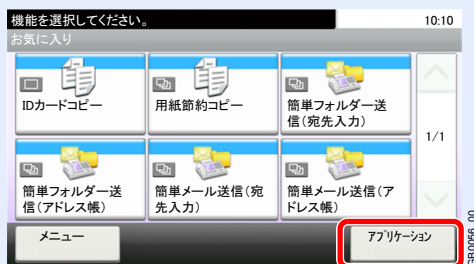 機能を選択してください。
10:10
お気に入り
IDカードコピー
用紙節約コピー
簡単フォルダー送
信(宛先入力)
1/1
簡単フォルダー送
信(アドレス帳)
簡単メール送信(宛
先入力)
簡単メール送信(ア
ドレス帳)
メニュー
アプリケーション